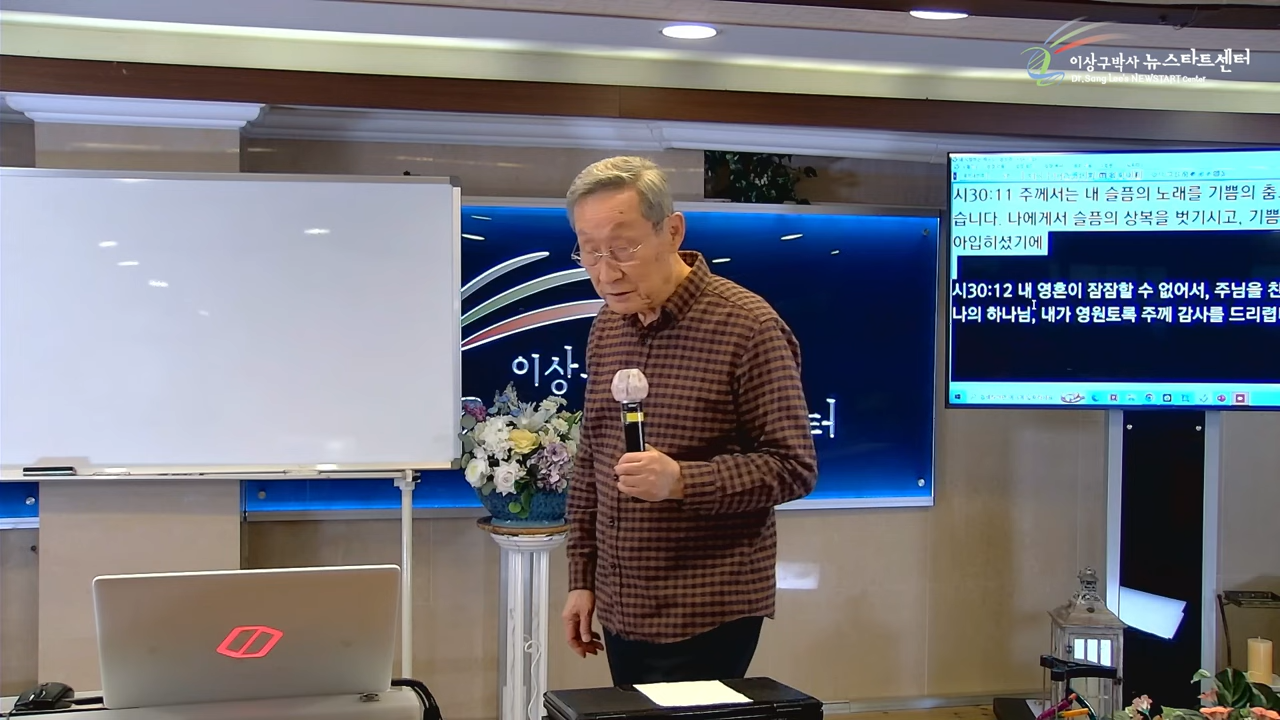 이상구박사 뉴스타트센터
Dr. Sang Lee's NEWSTART Center
시30:11 주께서는 내 슬픔의 노래를 기쁨의 춤
습니다. 나에게서 슬픔의 상복을 벗기시고, 기쁨
아입히셨기에
시30:12 내 영혼이 잠잠할 수 없어서, 주님을 찬
나의 하나님, 내가 영원토록 주께 감사를 드리렵
이상
터